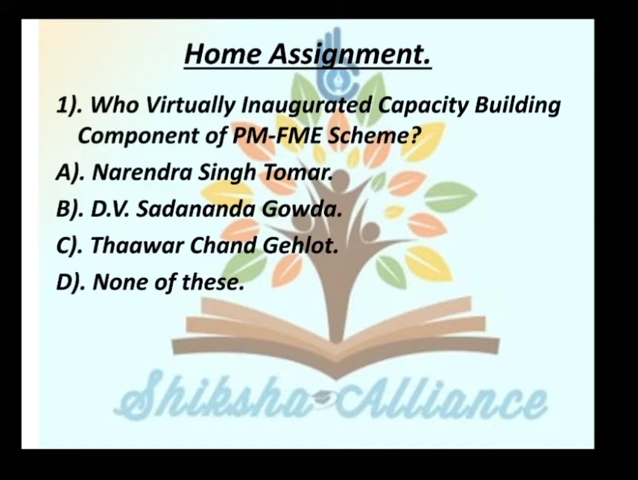 Home Assignment.
1). Who Virtually Inaugurated Capacity Building
Component of PM-FME Scheme?
A). Narendra Singh Tomar.
B). D.V. Sadananda Gowda.
C). Thaawar Chand Gehlot.
D). None of these.
Shiksha Alliance